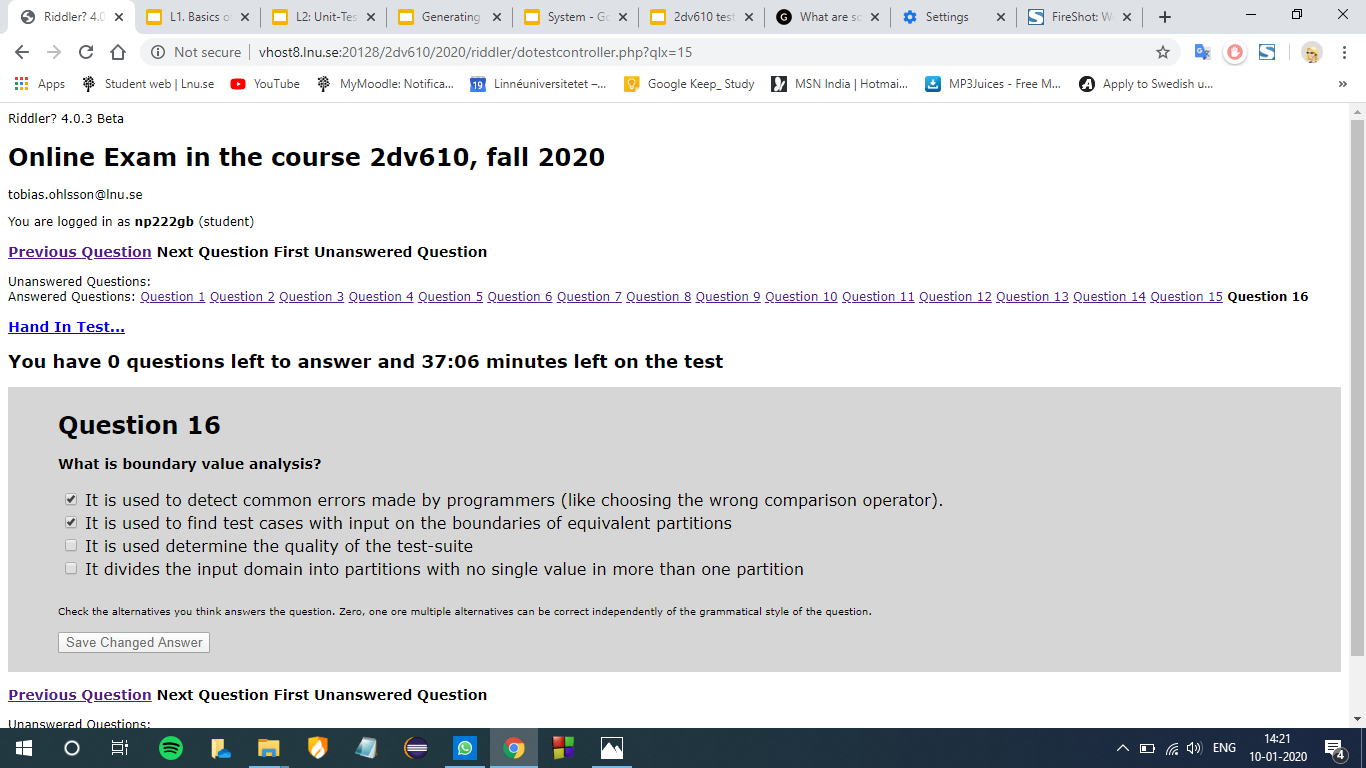 Riddler? 4.0
L1. Basics o
L2: Unit-Tes
Generating
System - Go
2dv610 test
What are sc
Settings
FireShot: W
Not secure | vhost8.lnu.se:20128/2dv610/2020/riddler/dotestcontroller.php?qlx=15
Apps
Student web | Lnu.se
YouTube
MyMoodle: Notifica...
19
Linnéuniversitetet –...
Google Keep_ Study
MSN India | Hotmai...
MP3Juices - Free M...
Apply to Swedish u...
»
Riddler? 4.0.3 Beta
Online Exam in the course 2dv610, fall 2020
tobias.ohlsson@lnu.se
You are logged in as np222gb (student)
Previous Question Next Question First Unanswered Question
Unanswered Questions:
Answered Questions: Question 1 Question 2 Question 3 Question 4 Question 5 Question 6 Question 7 Question 8 Question 9 Question 10 Question 11 Question 12 Question 13 Question 14 Question 15 Question 16
Hand In Test...
You have 0 questions left to answer and 37:06 minutes left on the test
Question 16
What is boundary value analysis?
It is used to detect common errors made by programmers (like choosing the wrong comparison operator).
It is used to find test cases with input on the boundaries of equivalent partitions
It is used determine the quality of the test-suite
It divides the input domain into partitions with no single value in more than one partition
Check the alternatives you think answers the question. Zero, one ore multiple alternatives can be correct independently of the grammatical style of the question.
Save Changed Answer
Previous Question Next Question First Unanswered Question
Unanswered Questions:
ENG
14:21
10-01-2020
4